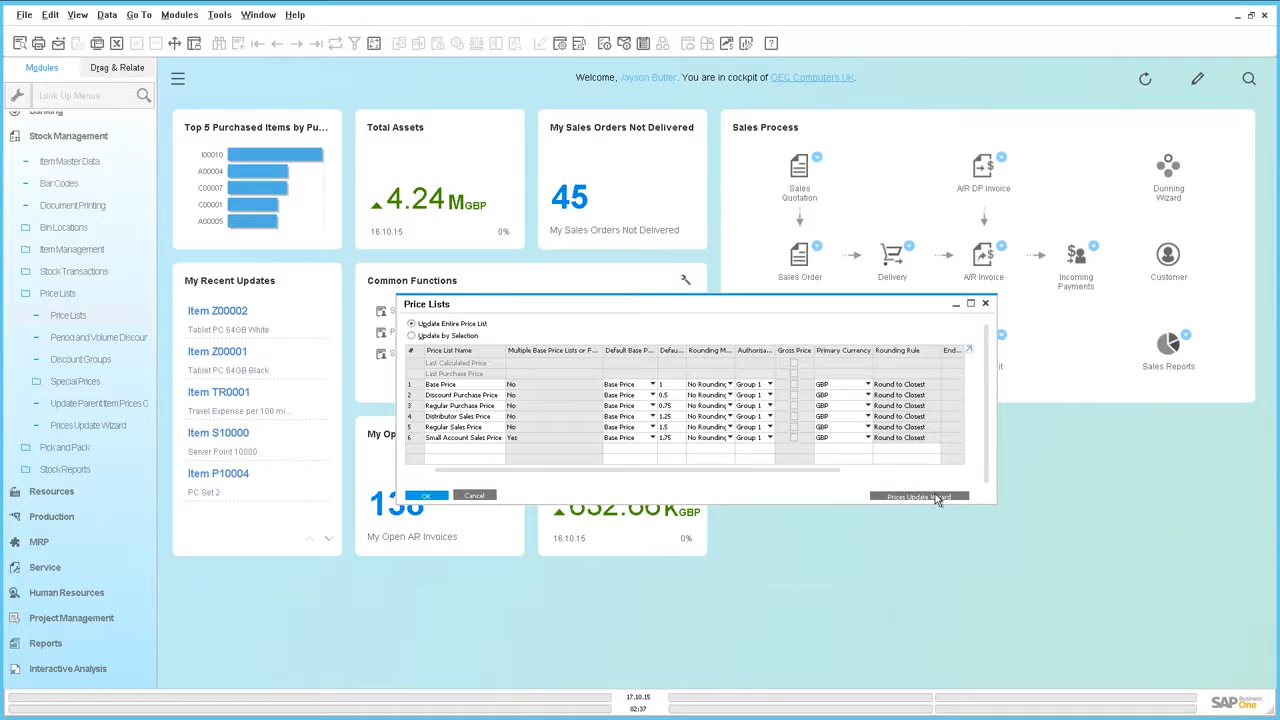 File Edit View Data Go To Modules Tools Window Help
Modules Drag & Relate
Look Up Menus...
Welcome, Jayson Butler. You are in cockpit of OEC Computers UK.
Stock Management
Item Master Data
Bar Codes
Document Printing
Bin Locations
Item Management
Stock Transactions
Price Lists
Price Lists
Period and Volume Discour
Discount Groups
Special Prices
Update Parent Item Prices C
Prices Update Wizard
Pick and Pack
Stock Reports
Resources
Production
MRP
Service
Human Resources
Project Management
Reports
Interactive Analysis
Top 5 Purchased Items by Pu...
I00010
A00004
C00007
C00001
A00005
Total Assets
4.24 M GBP
16.10.15 0%
My Sales Orders Not Delivered
45
My Sales Orders Not Delivered
Sales Process
Sales Quotation
A/R DP Invoice
Dunning Wizard
Sales Order
Delivery
A/R Invoice
Incoming Payments
Customer
Sales Reports
My Recent Updates
Item Z00002
Tablet PC 64GB White
Item Z00001
Tablet PC 64GB Black
Item TR0001
Travel Expense per 100 mi...
Item S10000
Server Point 10000
Item P10004
PC Set 2
Common Functions
Price Lists
Update Entire Price List
Update by Selection
# Price List Name Multiple Base Price Lists or F... Default Base P... Defau... Rounding M... Authorisa... Gross Price Primary Currency Rounding Rule End...
Last Calculated Price
Last Purchase Price
1 Base Price No Base Price 1 No Rounding Group 1 GBP Round to Closest
2 Discount Purchase Price No Base Price 0.5 No Rounding Group 1 GBP Round to Closest
3 Regular Purchase Price No Base Price 0.75 No Rounding Group 1 GBP Round to Closest
4 Distributor Sales Price No Base Price 1.25 No Rounding Group 1 GBP Round to Closest
5 Regular Sales Price No Base Price 1.5 No Rounding Group 1 GBP Round to Closest
6 Small Account Sales Price Yes Base Price 1.75 No Rounding Group 1 GBP Round to Closest
OK Cancel Prices Update Wizard
My Op
138
My Open AR Invoices
GBP
16.10.15 0%
17.10.15
02:37
SAP Business One